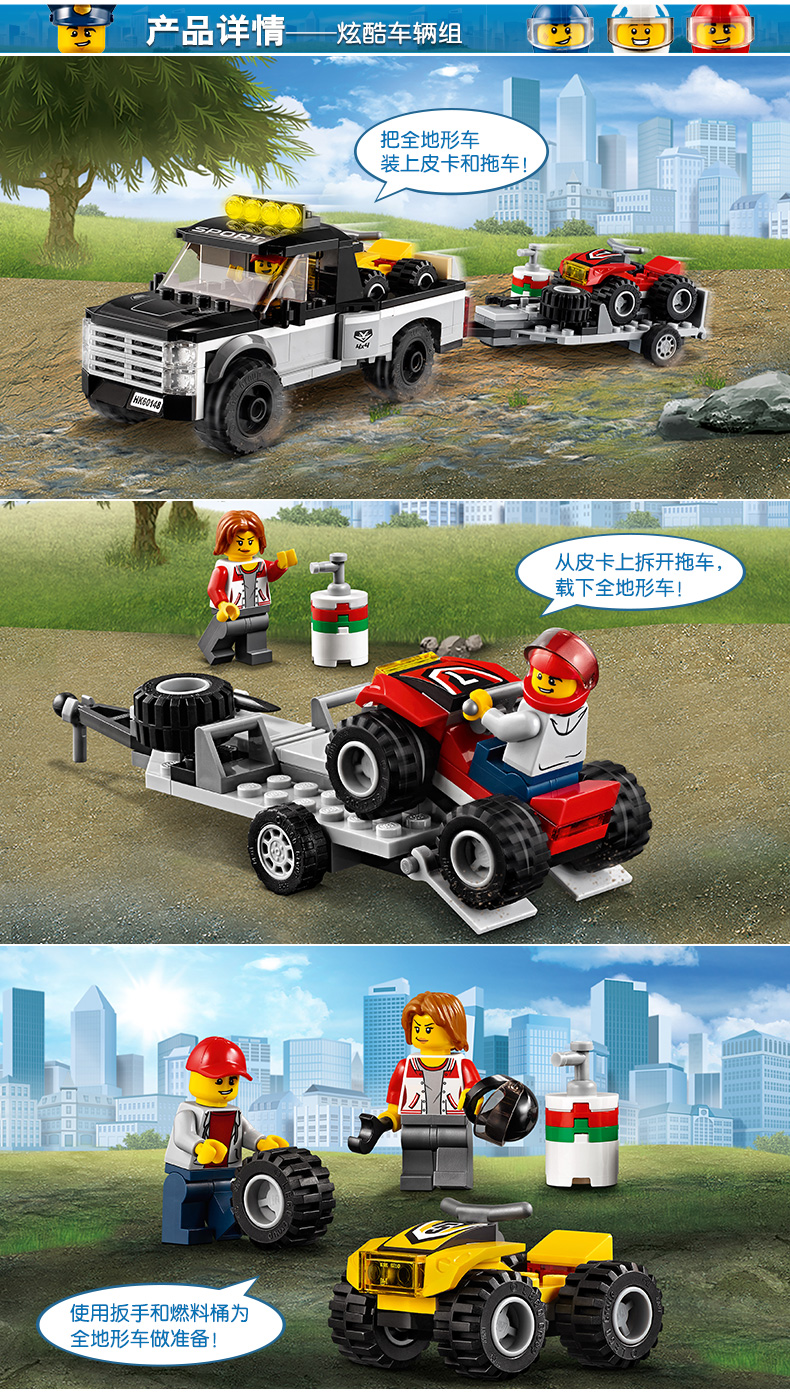 产品详情——炫酷车辆组
把全地形车
装上皮卡和拖车！
SPORT
4x4
HK60148
从皮卡上拆开拖车，
载下全地形车！
使用扳手和燃料桶为
全地形车做准备！